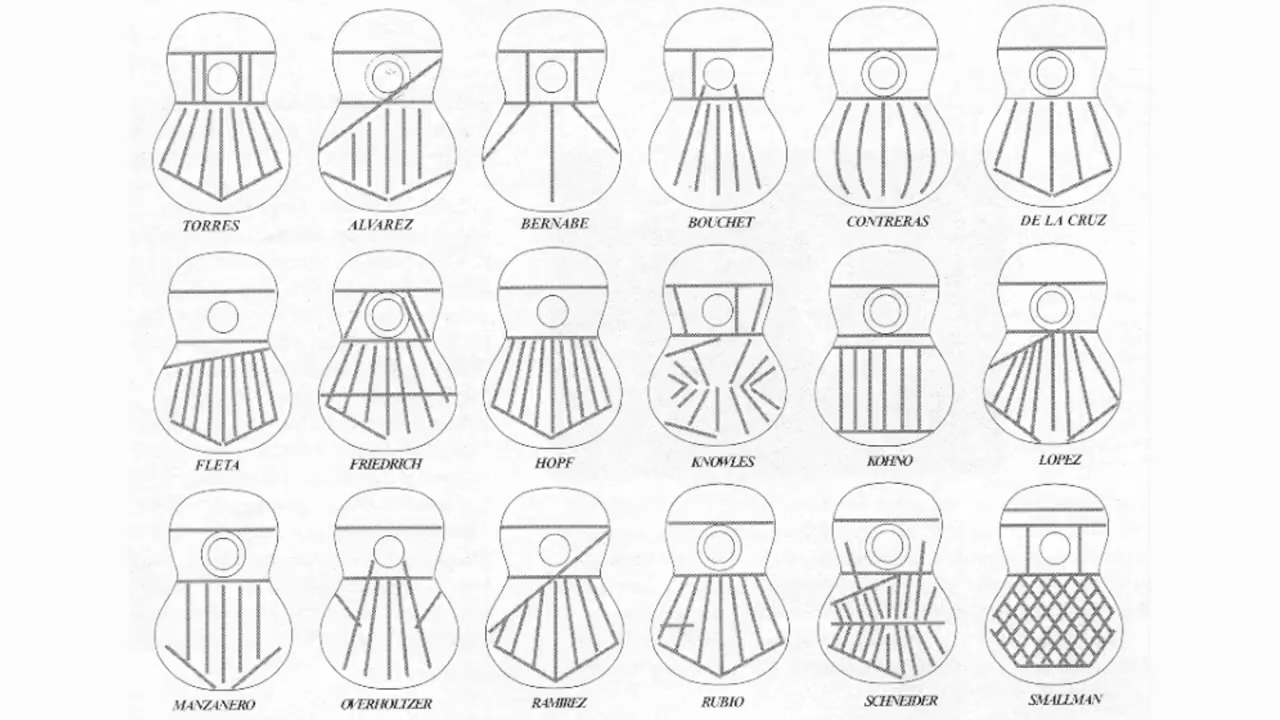 TORRES
ALVAREZ
BERNABE
BOUCHET
CONTRERAS
DE LA CRUZ
FLETA
FRIEDRICH
HOPF
KNOWLES
KOHNO
LOPEZ
MANZANERO
OVERHOLTZER
RAMIREZ
RUBIO
SCHNEIDER
SMALLMAN